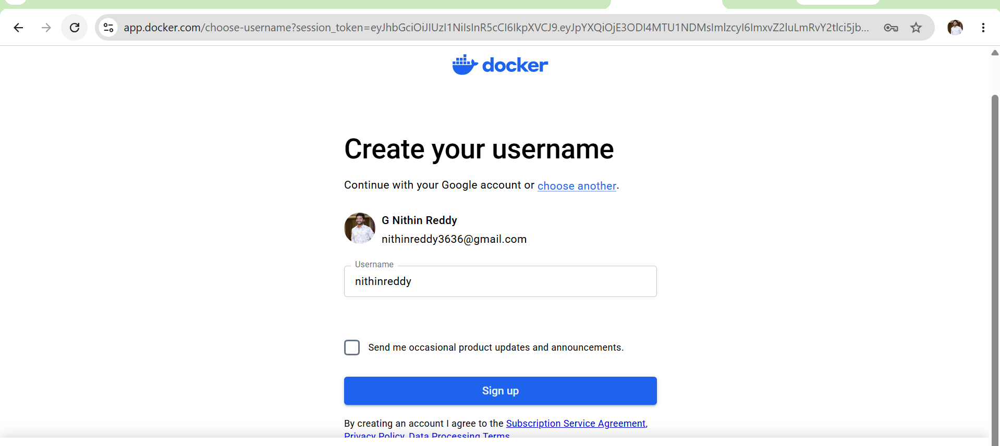 app.docker.com/choose-username?session_token=eyJhbGciOiJIUzI1NiIsInR5cCI6IkpXVCJ9.eyJpYXQiOjE3ODI4MTU1NDMsImlzcyI6ImxvZ2luLmRvY2tlci5jb...
docker
Create your username
Continue with your Google account or choose another.
G Nithin Reddy
nithinreddy3636@gmail.com
Username
nithinreddy
Send me occasional product updates and announcements.
Sign up
By creating an account I agree to the Subscription Service Agreement,
Privacy Policy, Data Processing Terms